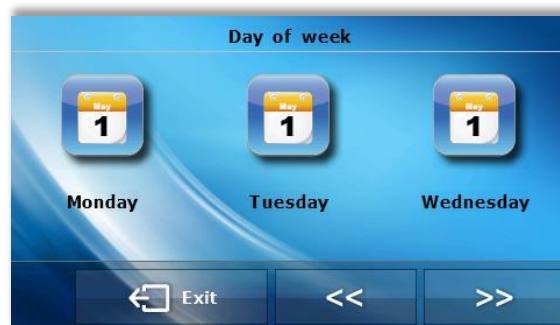 Day of week
May May May
1 1 1
Monday Tuesday Wednesday
Exit << >>